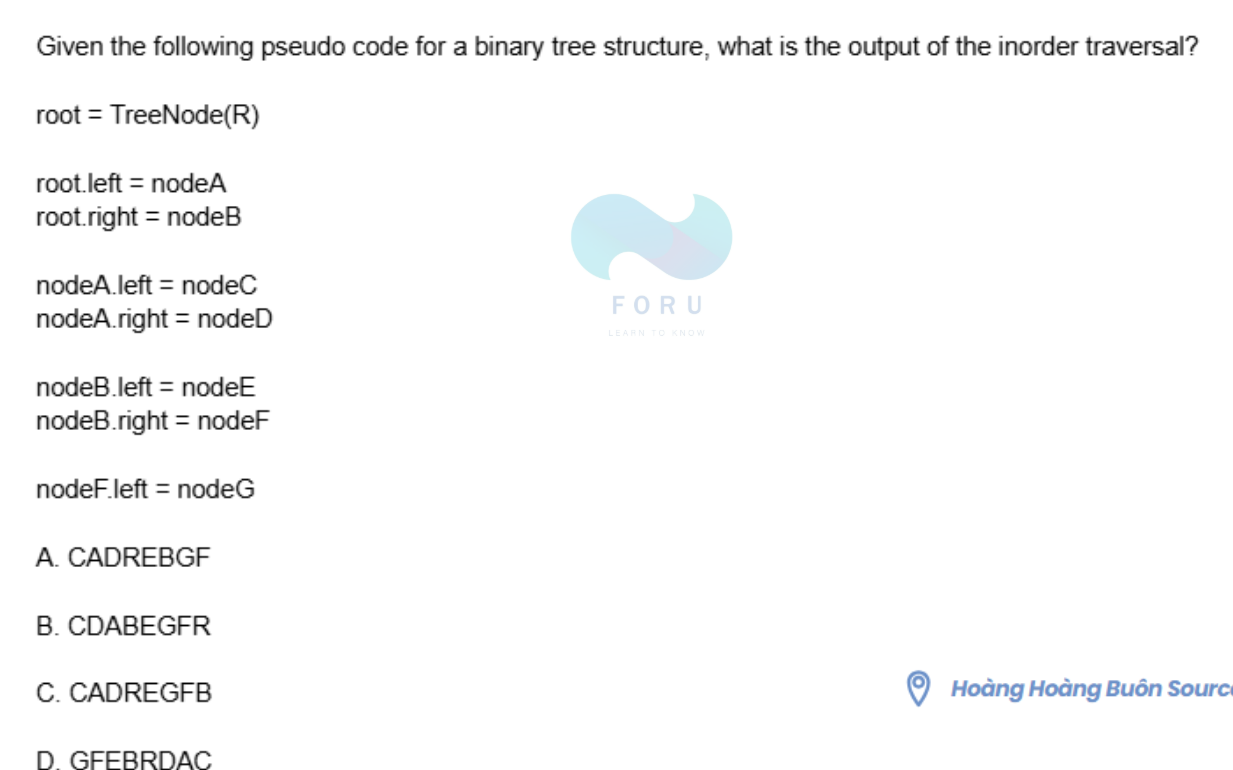 Given the following pseudo code for a binary tree structure, what is the output of the inorder traversal?
root = TreeNode(R)
root.left = nodeA
root.right = nodeB
nodeA.left = nodeC
nodeA.right = nodeD
nodeB.left = nodeE
nodeB.right = nodeF
nodeF.left = nodeG
FORU
LEARN TO KNOW
A. CADREBGF
B. CDABEGFR
C. CADREGFB
Hoàng Hoàng Buôn Source
D. GFEBRDAC